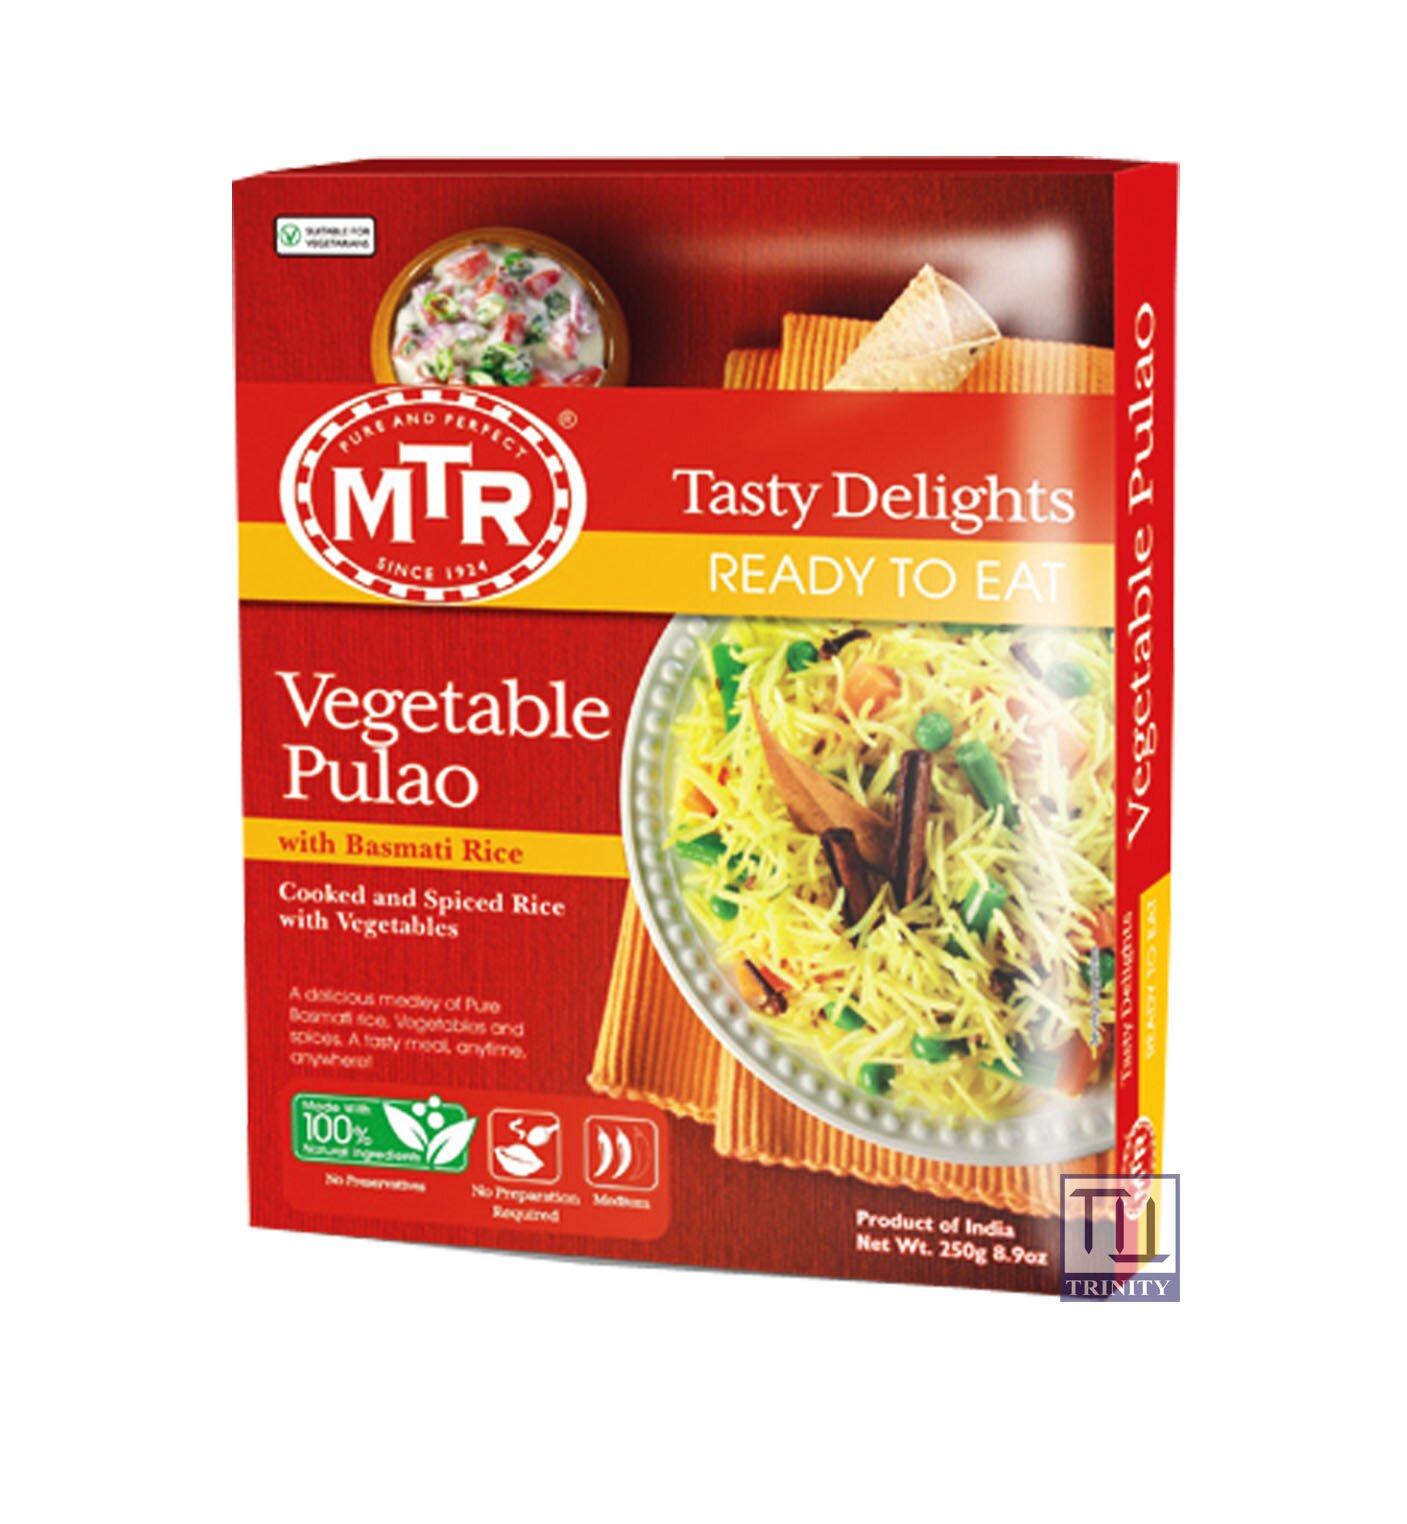 SUITABLE FOR
VEGETARIANS
PURE AND PERFECT
MTR
SINCE 1924
®
Tasty Delights
READY TO EAT
Vegetable
Pulao
with Basmati Rice
Cooked and Spiced Rice
with Vegetables
A delicious medley of Pure
Basmati rice, Vegetables and
spices. A tasty meal, anytime,
anywhere!
Made with
100%
Natural Ingredients
No Preservatives
No Preparation
Required
Medium
Product of India
Net Wt. 250g 8.9oz
Vegetable Pulao
Tasty Delights
READY TO EAT
MTR
TRINITY